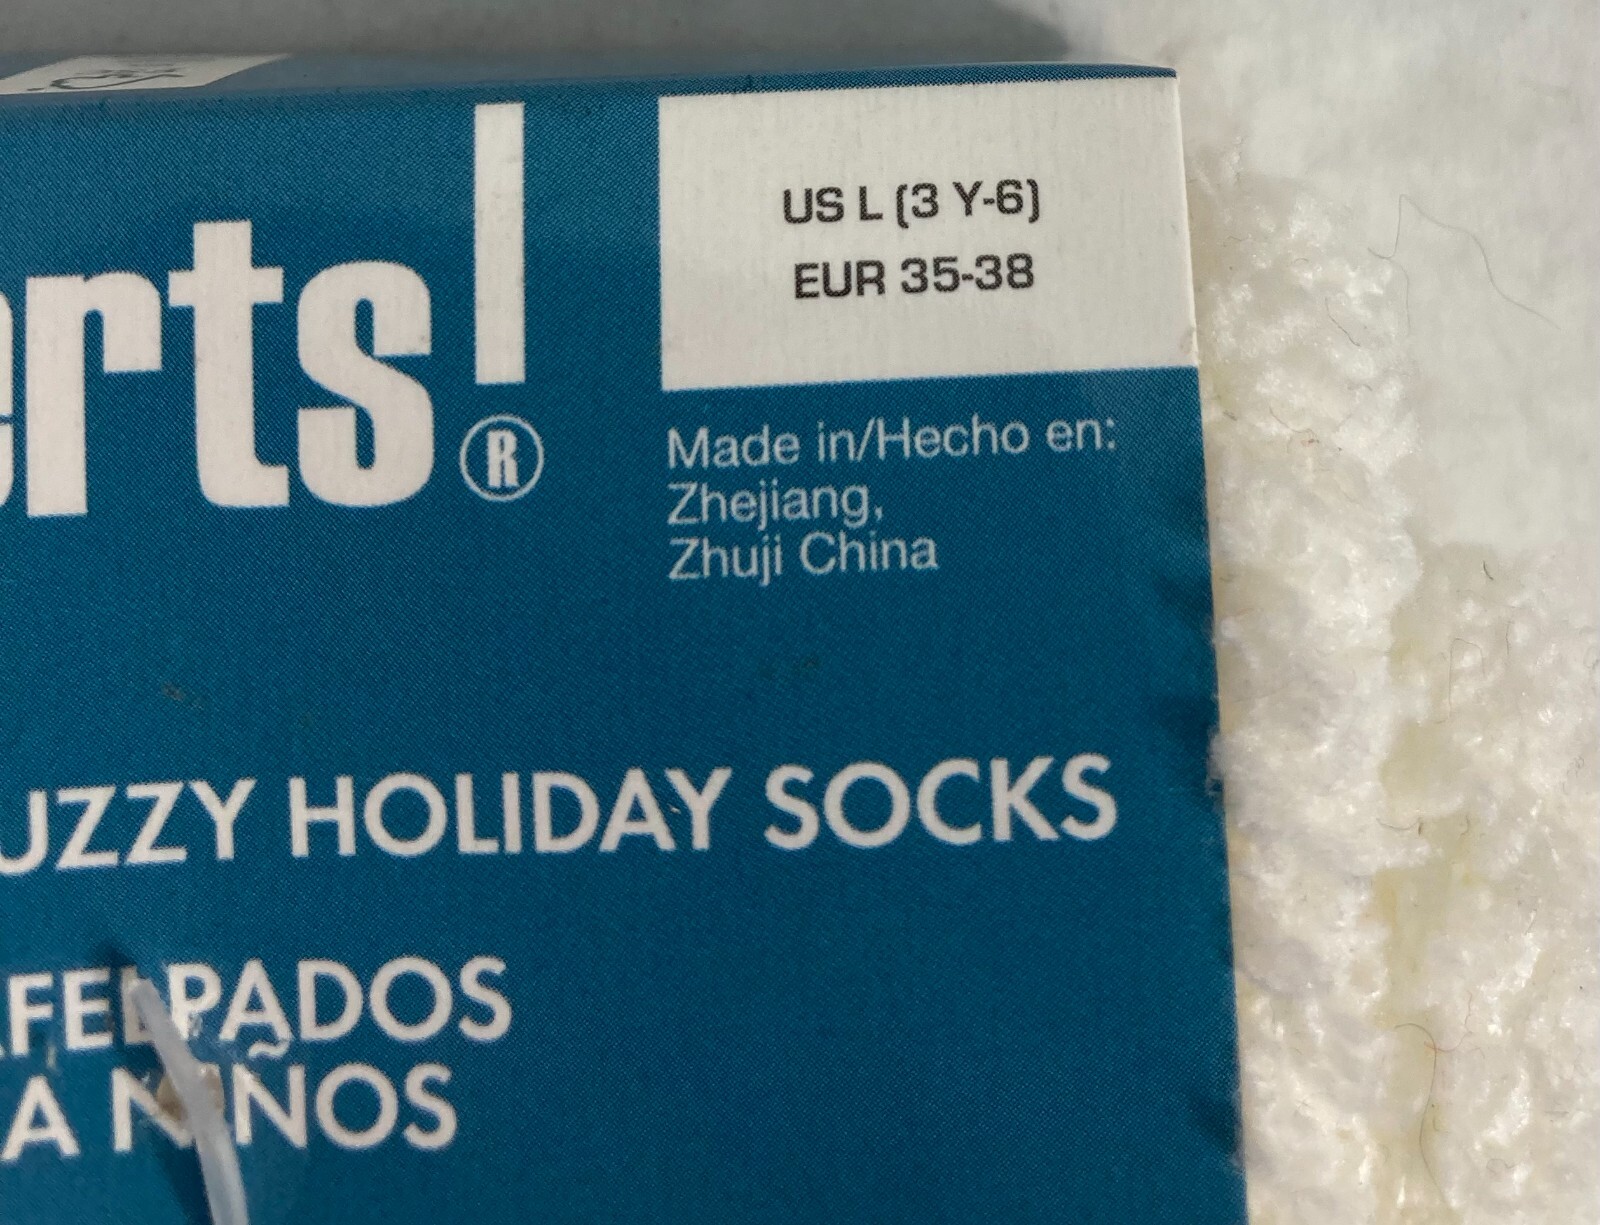 erts!®
US L (3 Y-6)
EUR 35-38
Made in/Hecho en:
Zhejiang,
Zhuji China
UZZY HOLIDAY SOCKS
AFELPADOS
A NIÑOS